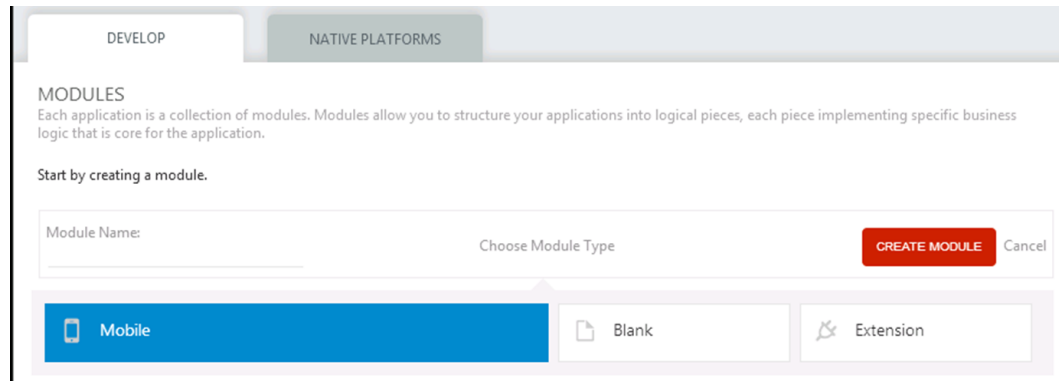 DEVELOP
NATIVE PLATFORMS
MODULES
Each application is a collection of modules. Modules allow you to structure your applications into logical pieces, each piece implementing specific business
logic that is core for the application.
Start by creating a module.
Module Name:
Choose Module Type
CREATE MODULE
Cancel
Mobile
Blank
Extension